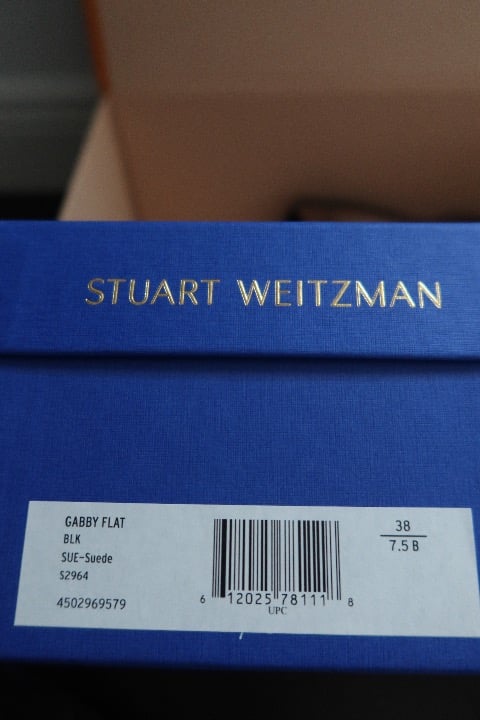 STUART WEITZMAN
GABBY FLAT
BLK
SUE-Suede
S2964
4502969579
6 12025 78111 8
UPC
38
7.5 B